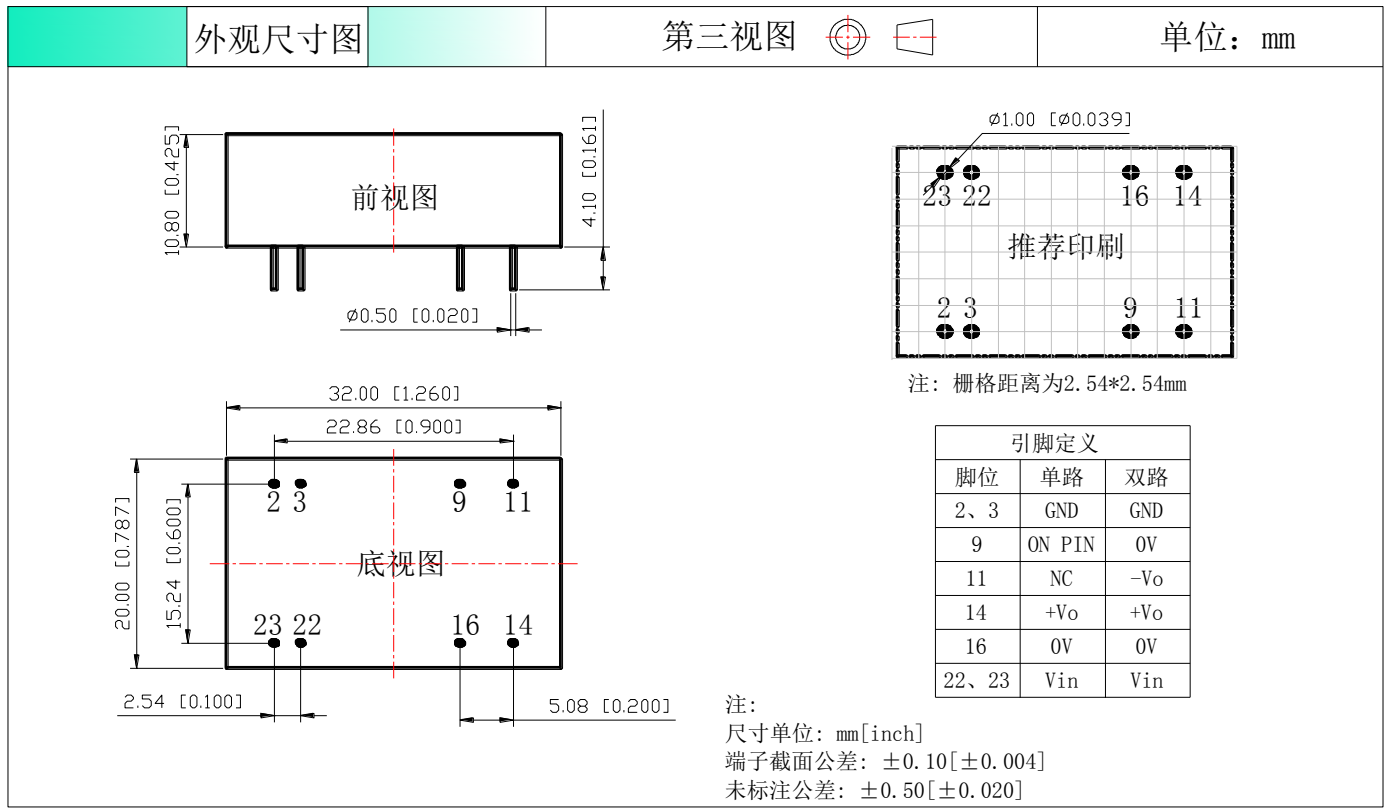 外观尺寸图
第三视图
单位：mm
10.80 [0.425]
前视图
4.10 [0.161]
Ø0.50 [0.020]
Ø1.00 [Ø0.039]
23 22 16 14
推荐印刷
2 3 9 11
注: 栅格距离为2.54*2.54mm
32.00 [1.260]
22.86 [0.900]
20.00 [0.787]
15.24 [0.600]
2 3 9 11
底视图
23 22 16 14
2.54 [0.100]
5.08 [0.200]
引脚定义
脚位 单路 双路
2、3 GND GND
9 ON PIN 0V
11 NC -Vo
14 +Vo +Vo
16 0V 0V
22、23 Vin Vin
注:
尺寸单位: mm[inch]
端子截面公差: ±0.10[±0.004]
未标注公差: ±0.50[±0.020]